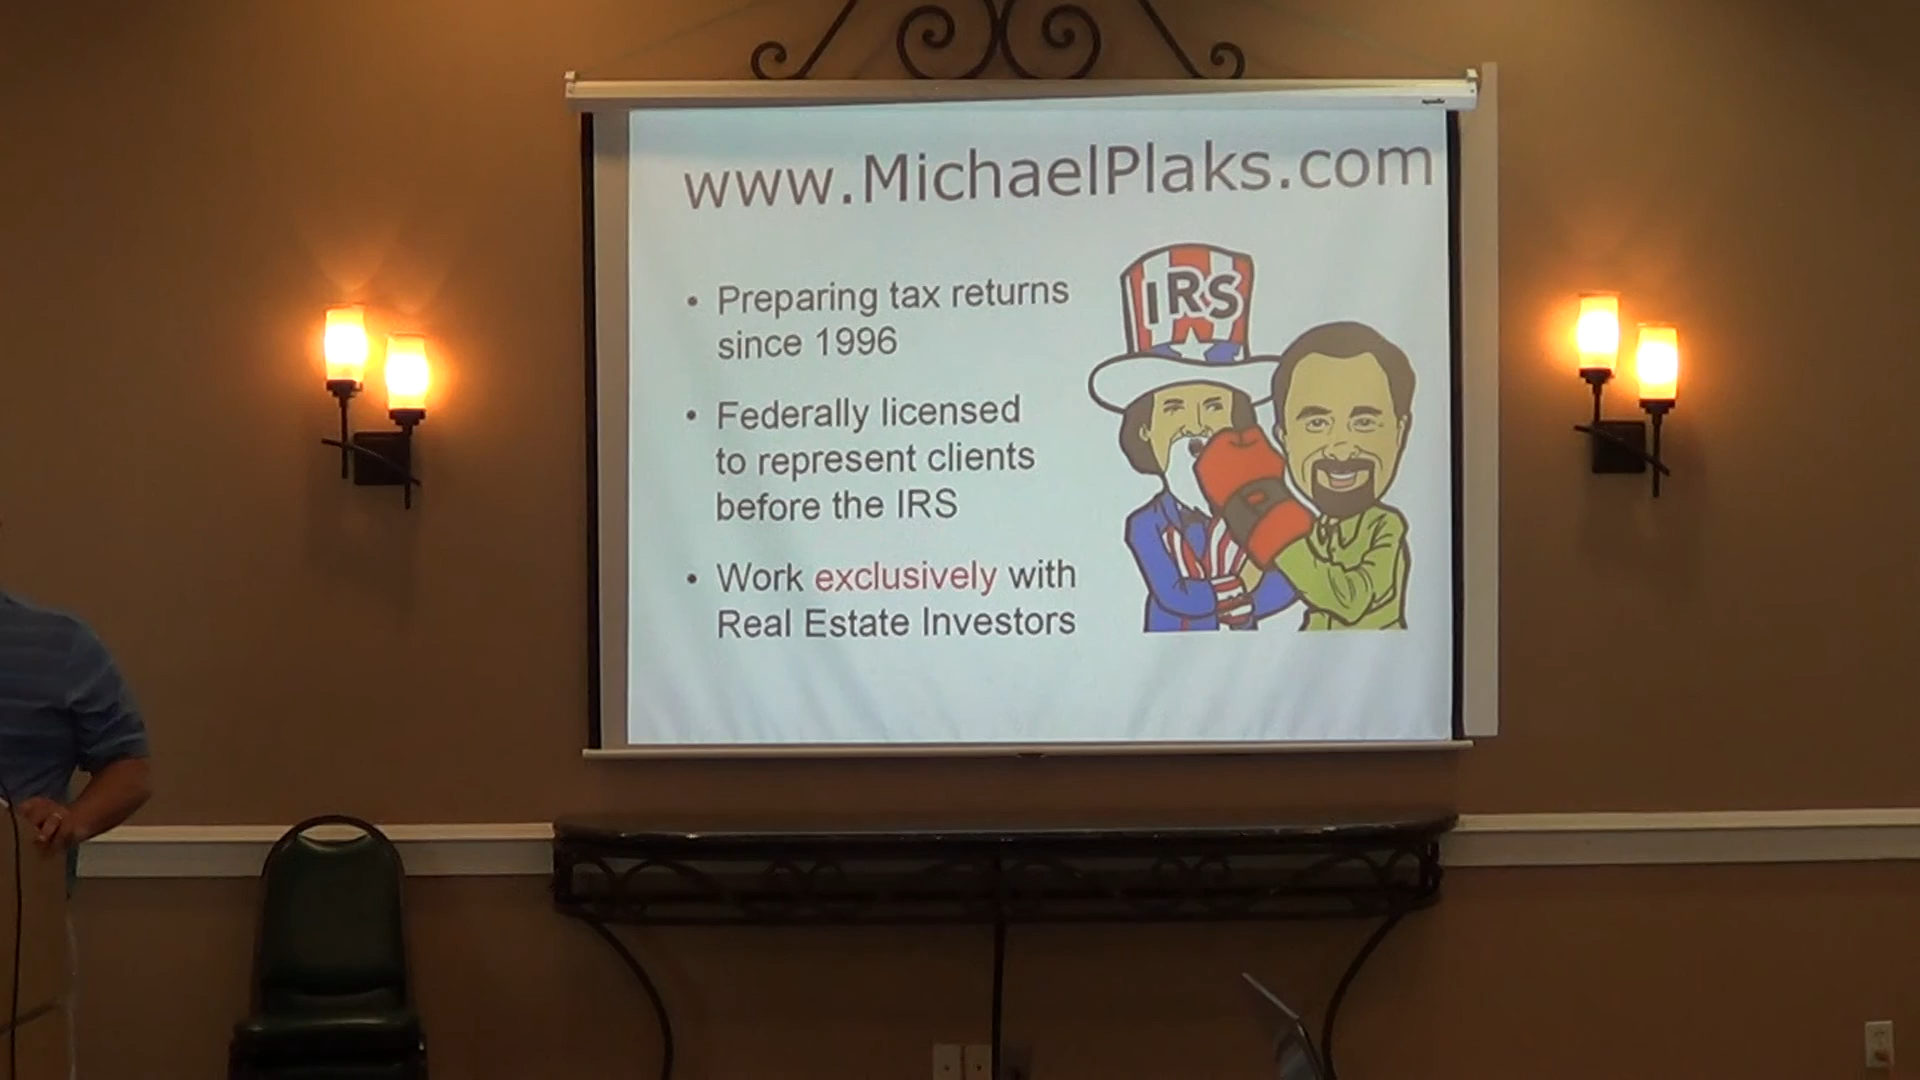 www.MichaelPlaks.com
• Preparing tax returns
since 1996
• Federally licensed
to represent clients
before the IRS
• Work exclusively with
Real Estate Investors
IRS